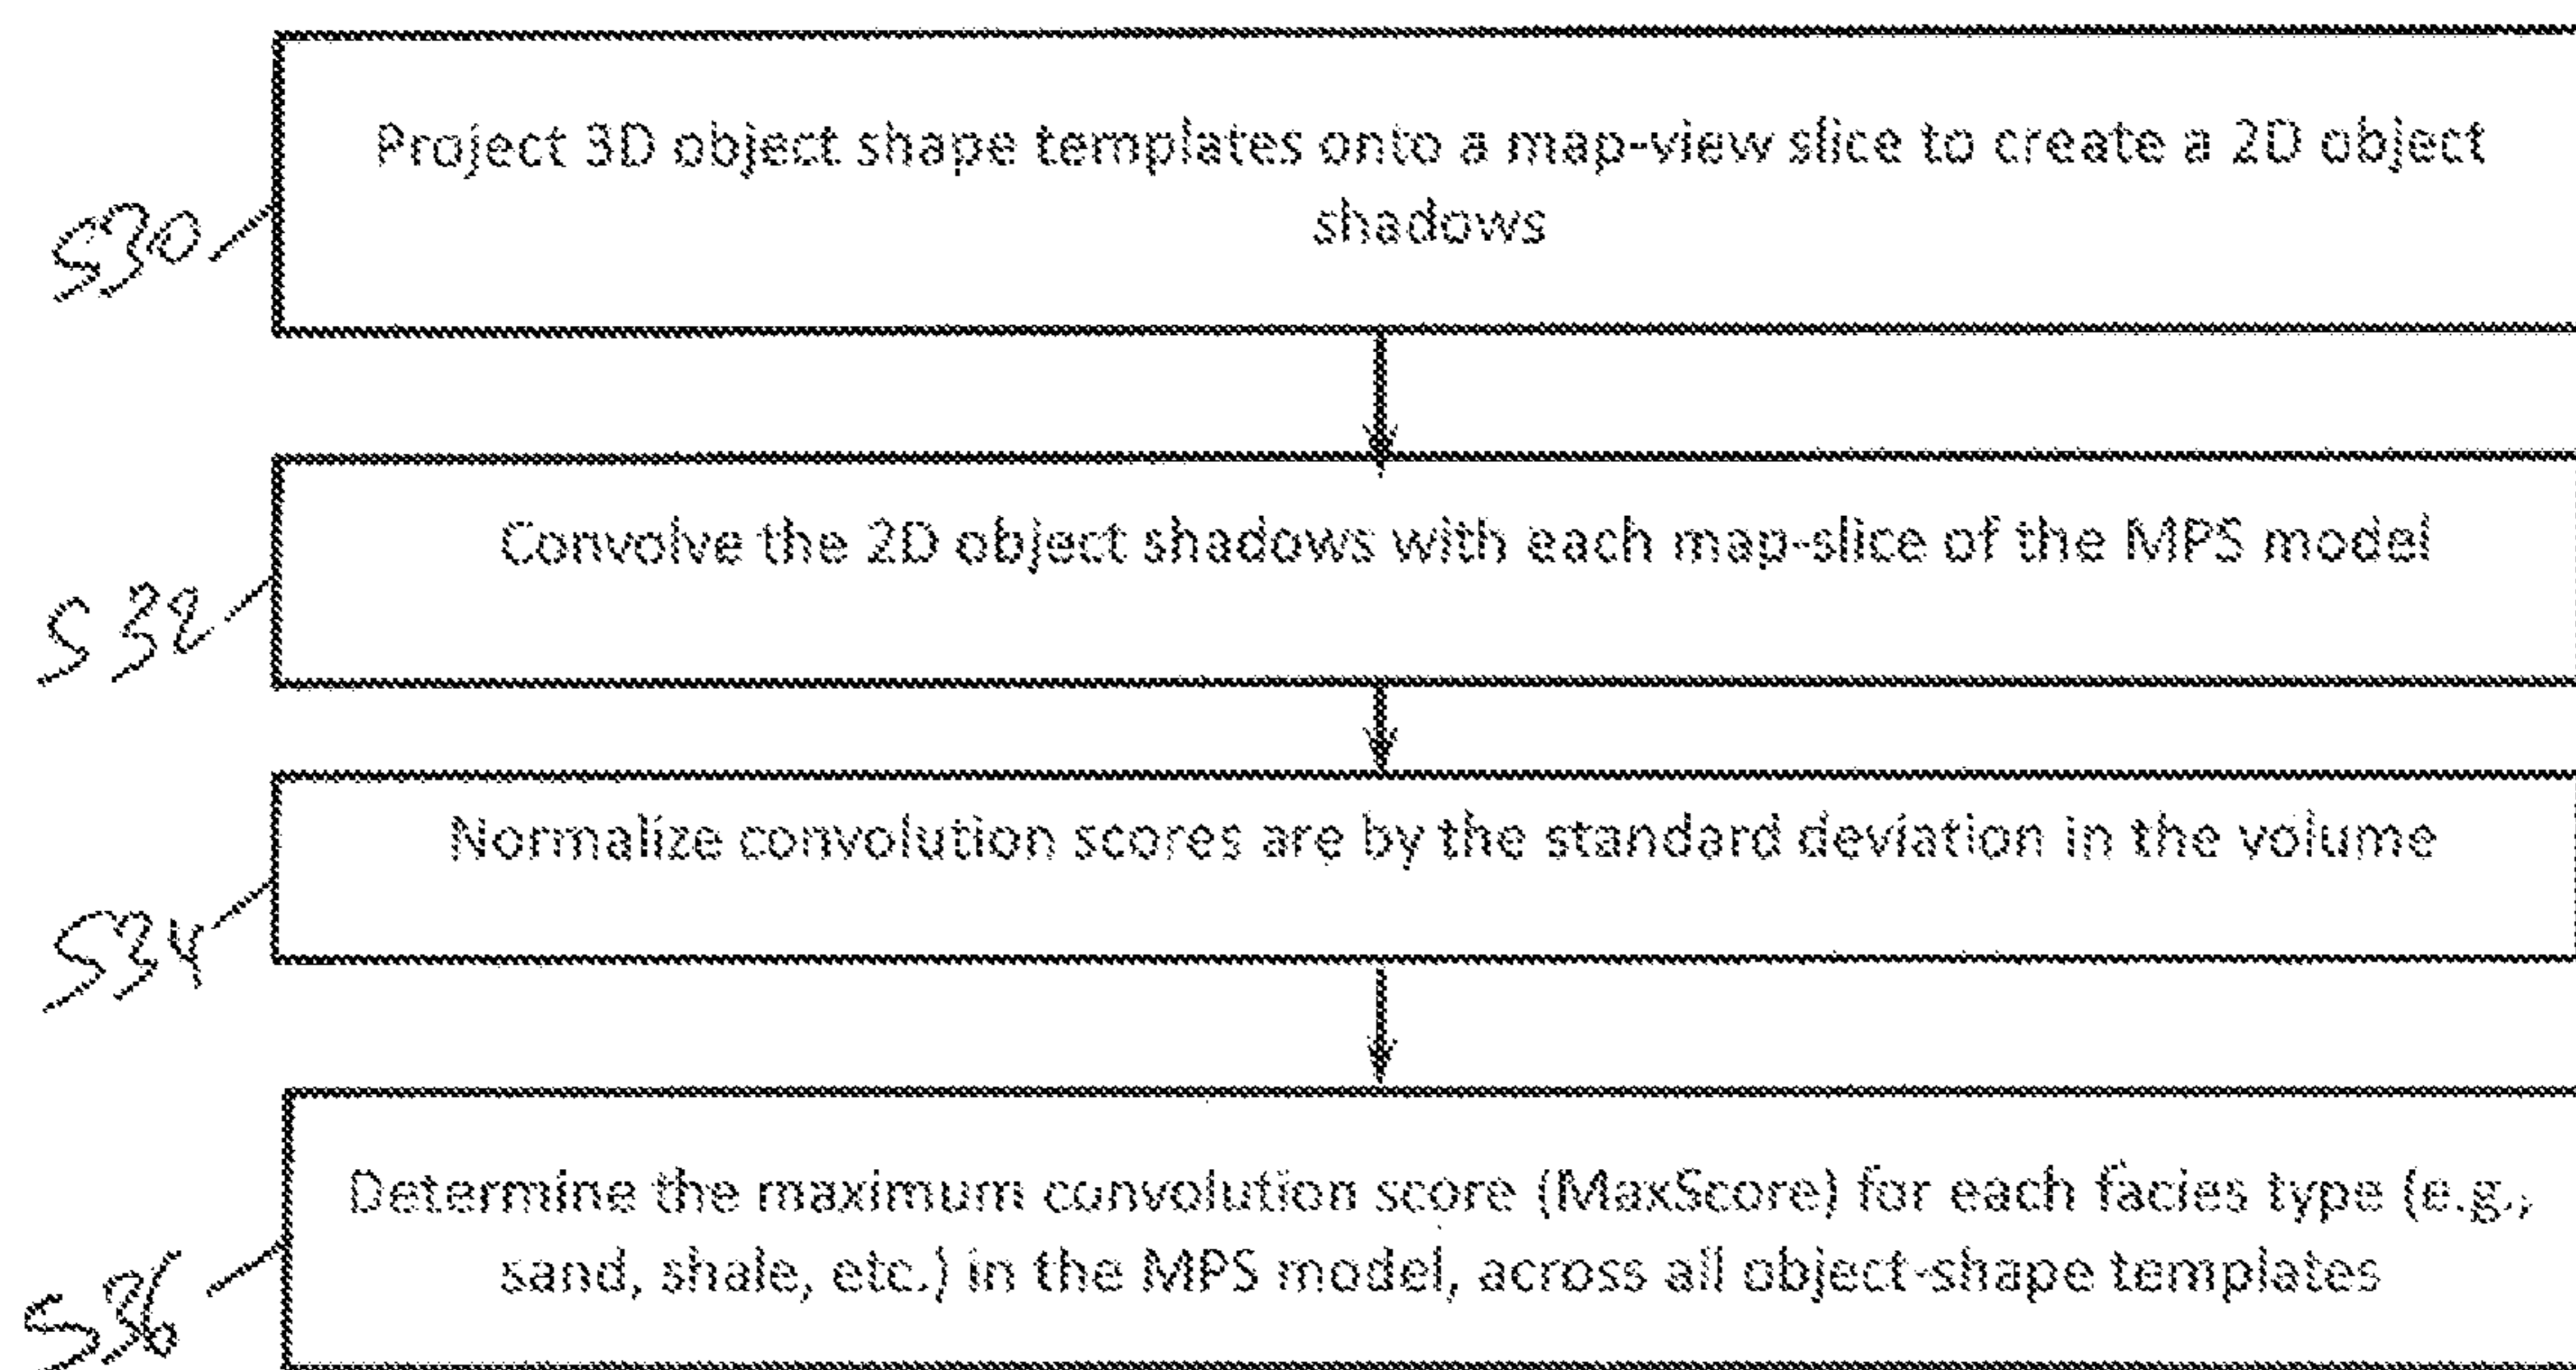 Project 3D object shape templates onto a map-view slice to create a 2D object
shadows
S30
Convolve the 2D object shadows with each map-slice of the MPS model
S32
Normalize convolution scores are by the standard deviation in the volume
S34
Determine the maximum convolution score (MaxScore) for each facies type (e.g.,
sand, shale, etc.) in the MPS model, across all object-shape templates
S36